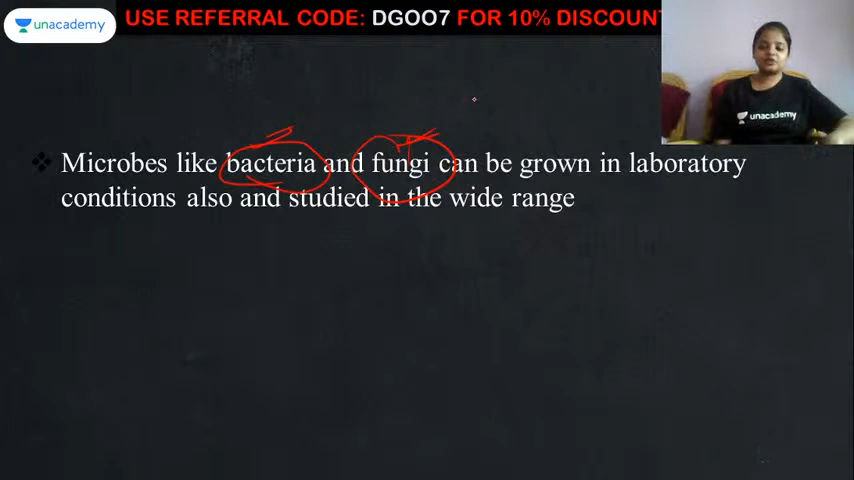 unacademy
USE REFERRAL CODE: DGOO7 FOR 10% DISCOUNT
unacademy
Microbes like bacteria and fungi can be grown in laboratory
conditions also and studied in the wide range